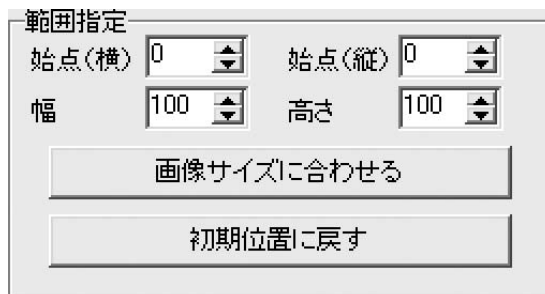 範囲指定
始点(横) 0 始点(縦) 0
幅 100 高さ 100
画像サイズに合わせる
初期位置に戻す